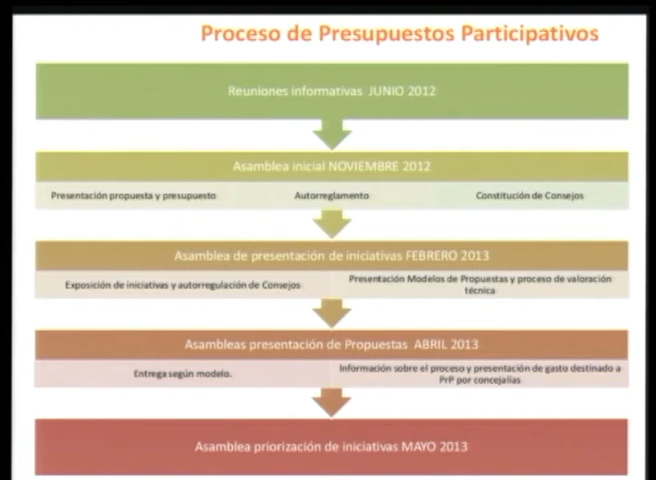 Proceso de Presupuestos Participativos
Reuniones informativas JUNIO 2012
Asamblea inicial NOVIEMBRE 2012
Presentación propuesta y presupuesto
Autorreglamento
Constitución de Consejos
Asamblea de presentación de iniciativas FEBRERO 2013
Exposición de iniciativas y autorregulación de Consejos
Presentación Modelos de Propuestas y proceso de valoración
técnica
Asambleas presentación de Propuestas ABRIL 2013
Entrega según modelo.
Información sobre el proceso y presentación de gasto destinado a
PrP por concejalías
Asamblea priorización de iniciativas MAYO 2013